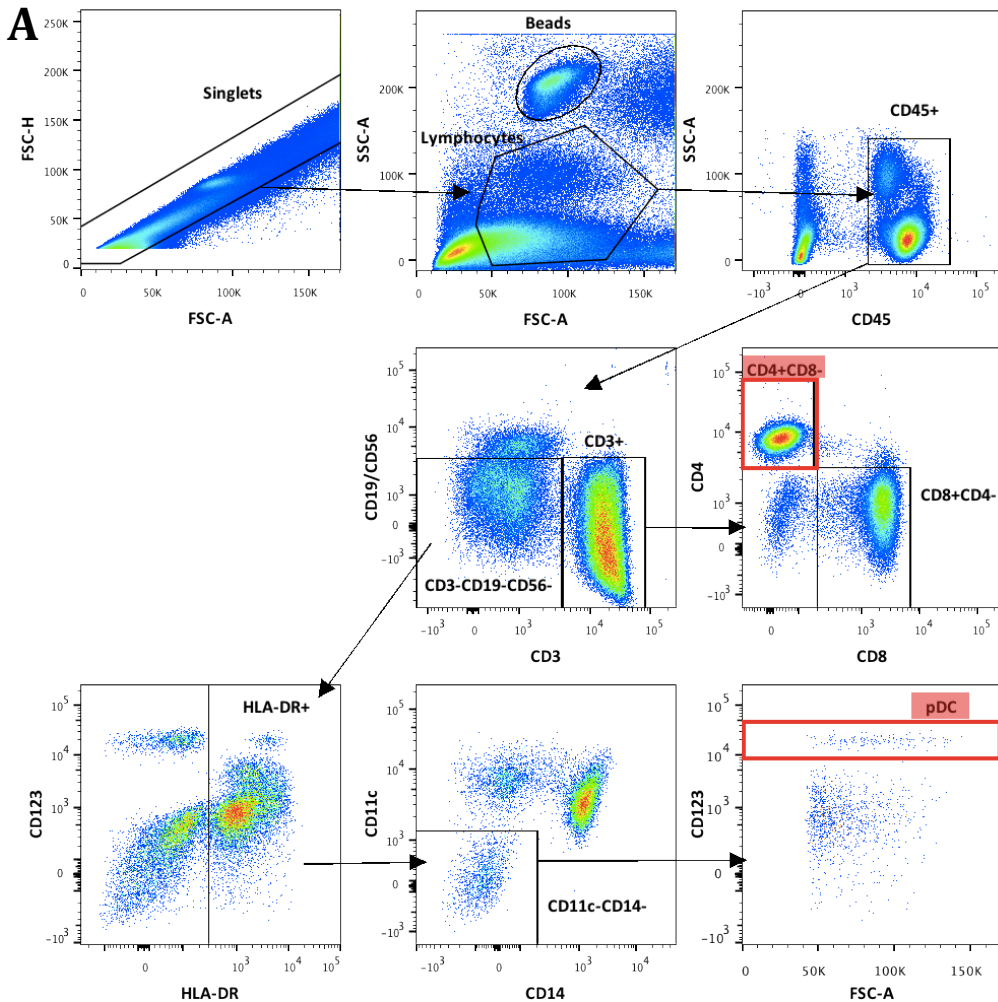 A
250K
200K
150K
100K
50K
0
FSC-H
Singlets
0
50K
100K
150K
FSC-A
Beads
200K
150K
100K
50K
0
SSC-A
Lymphocytes
0
50K
100K
150K
FSC-A
200K
100K
0
SSC-A
CD45+
-10³
0
10³
10⁴
10⁵
CD45
10⁵
10⁴
10³
0
-10³
CD19/CD56
CD3+
CD3-CD19-CD56-
-10³
0
10³
10⁴
10⁵
CD3
CD4+CD8-
10⁵
10⁴
10³
0
-10³
CD4
CD8+CD4-
0
10³
10⁴
10⁵
CD8
HLA-DR+
10⁵
10⁴
10³
0
-10³
CD123
0
10³
10⁴
HLA-DR
10⁵
10⁴
10³
0
-10³
CD11c
CD11c-CD14-
0
10³
10⁴
10⁵
CD14
pDC
10⁵
10⁴
10³
0
-10³
CD123
0
50K
100K
150K
FSC-A